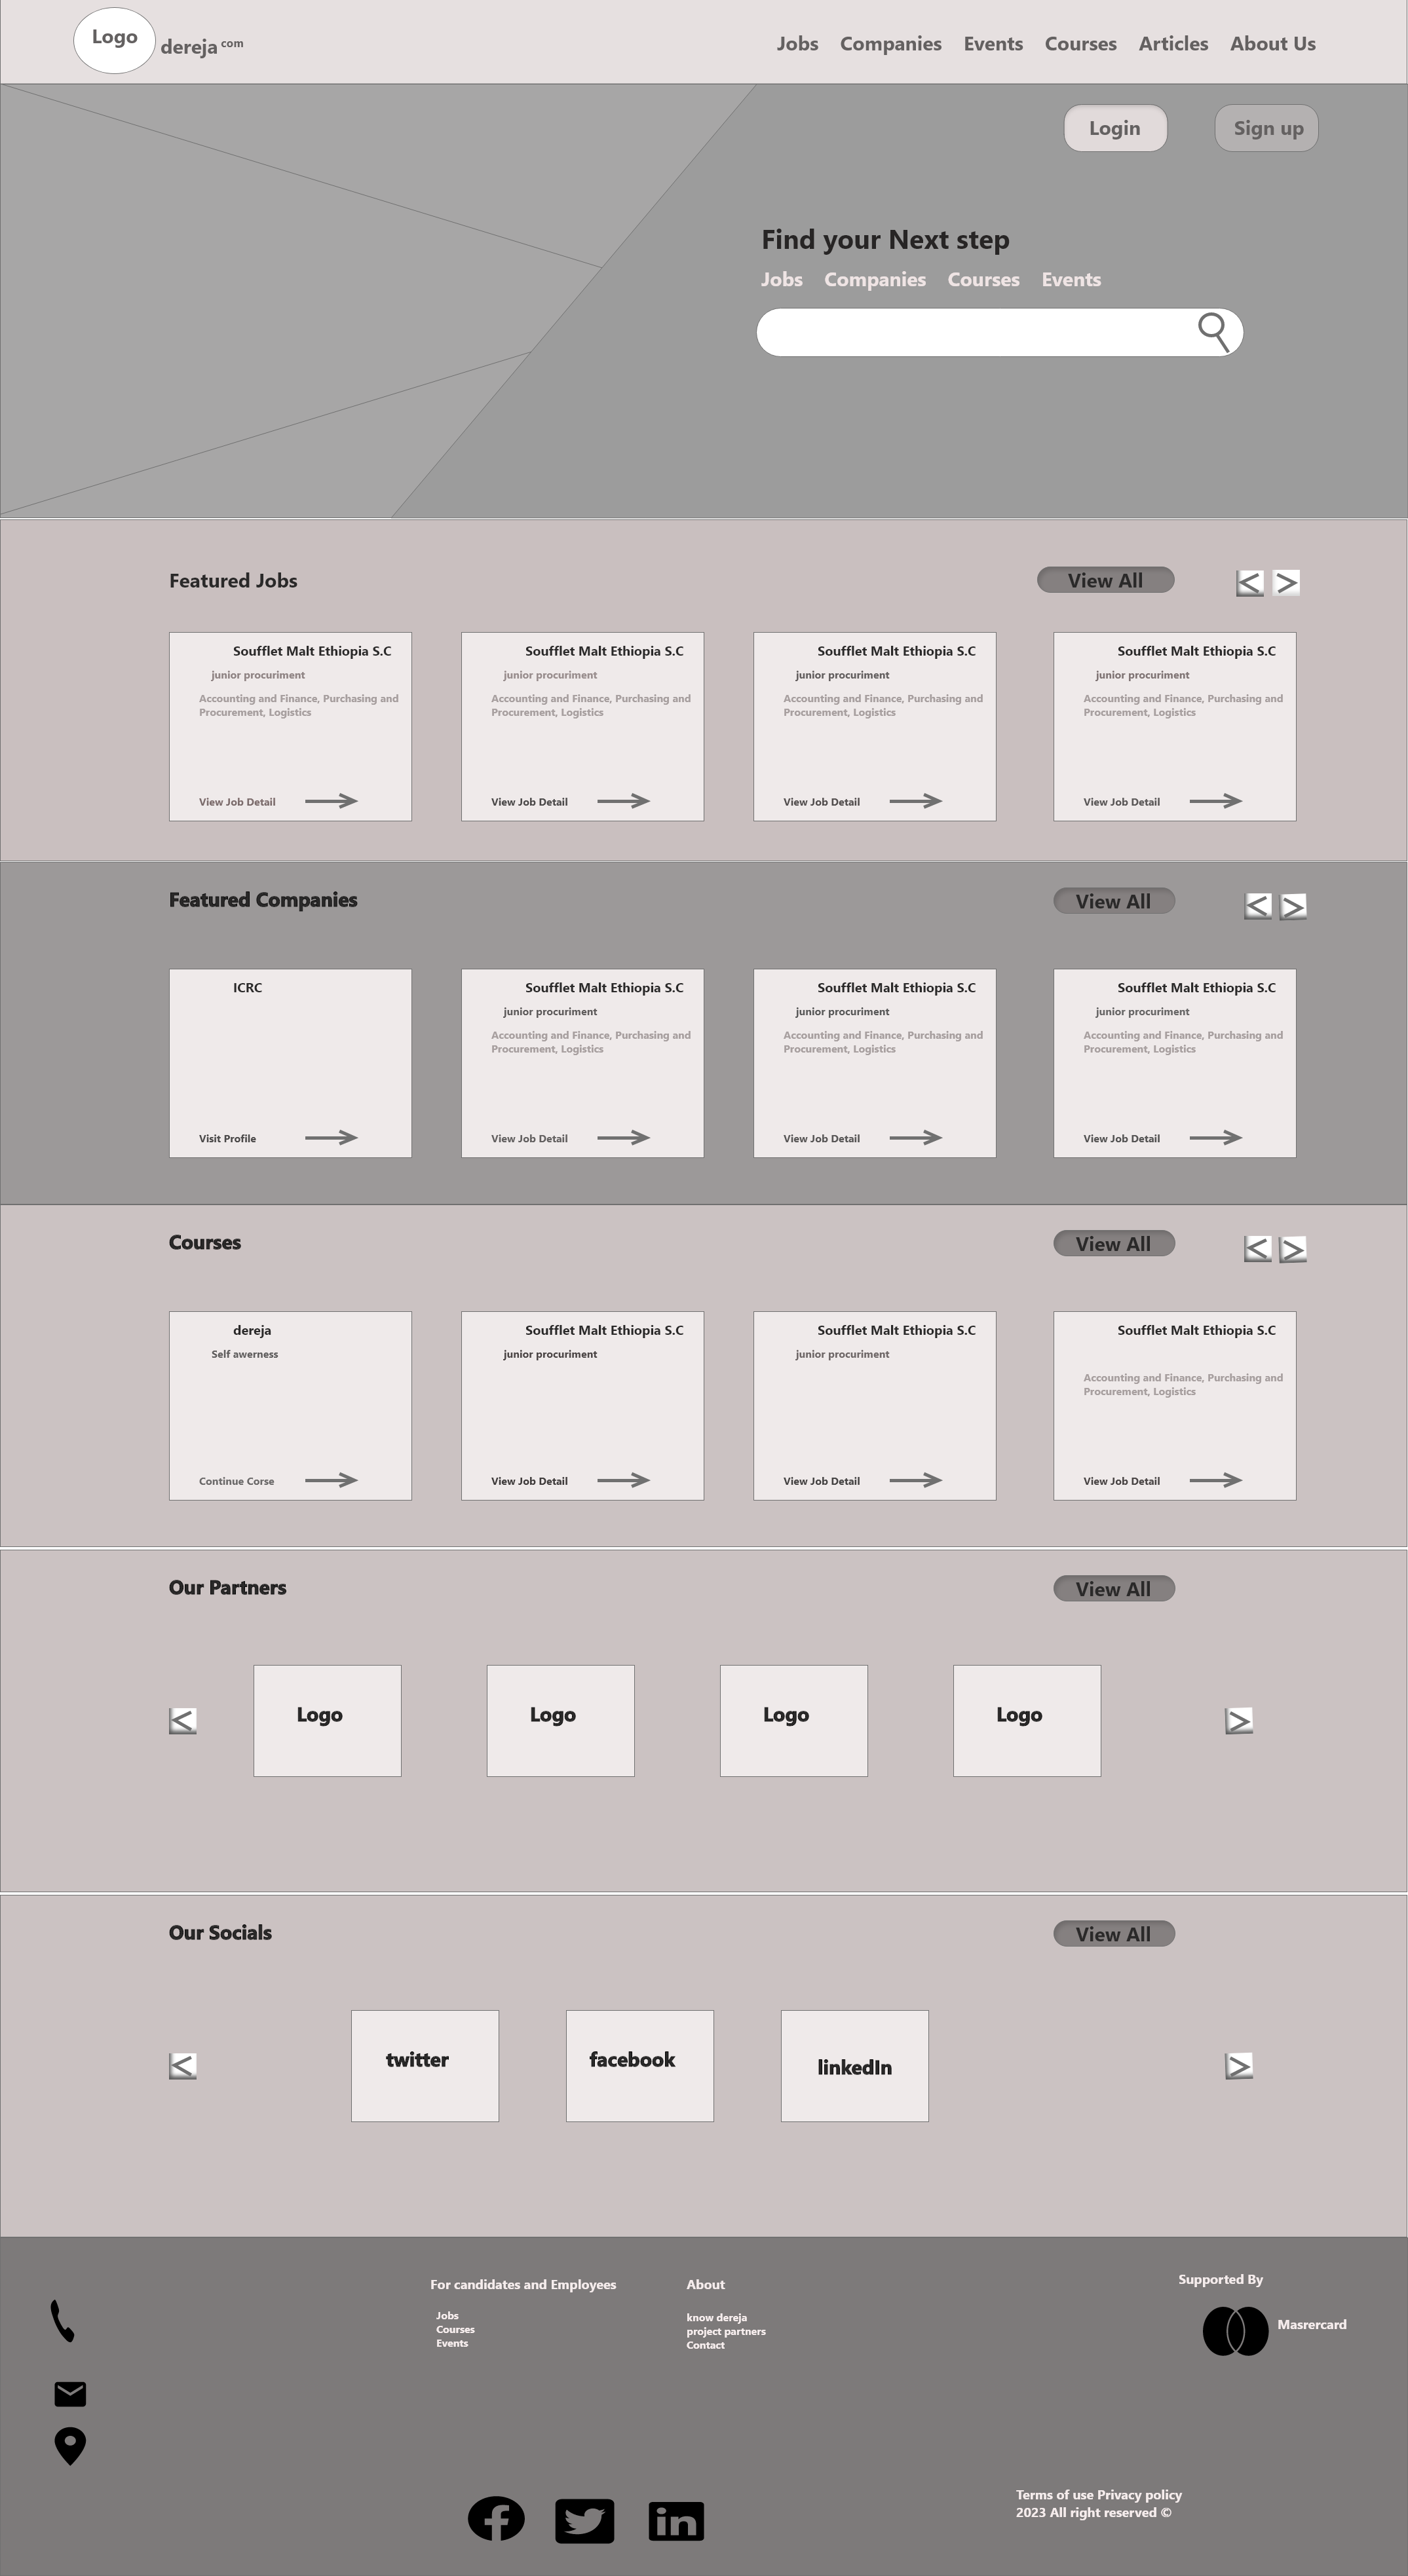 Logo
dereja com
Jobs Companies Events Courses Articles About Us
Login Sign up
Find your Next step
Jobs Companies Courses Events
Featured Jobs
View All
Soufflet Malt Ethiopia S.C
junior procuriment
Accounting and Finance, Purchasing and
Procurement, Logistics
View Job Detail
Soufflet Malt Ethiopia S.C
junior procuriment
Accounting and Finance, Purchasing and
Procurement, Logistics
View Job Detail
Soufflet Malt Ethiopia S.C
junior procuriment
Accounting and Finance, Purchasing and
Procurement, Logistics
View Job Detail
Soufflet Malt Ethiopia S.C
junior procuriment
Accounting and Finance, Purchasing and
Procurement, Logistics
View Job Detail
Featured Companies
View All
ICRC
Visit Profile
Soufflet Malt Ethiopia S.C
junior procuriment
Accounting and Finance, Purchasing and
Procurement, Logistics
View Job Detail
Soufflet Malt Ethiopia S.C
junior procuriment
Accounting and Finance, Purchasing and
Procurement, Logistics
View Job Detail
Soufflet Malt Ethiopia S.C
junior procuriment
Accounting and Finance, Purchasing and
Procurement, Logistics
View Job Detail
Courses
View All
dereja
Self awerness
Continue Corse
Soufflet Malt Ethiopia S.C
junior procuriment
View Job Detail
Soufflet Malt Ethiopia S.C
junior procuriment
View Job Detail
Soufflet Malt Ethiopia S.C
Accounting and Finance, Purchasing and
Procurement, Logistics
View Job Detail
Our Partners
View All
Logo
Logo
Logo
Logo
Our Socials
View All
twitter
facebook
linkedIn
For candidates and Employees
Jobs
Courses
Events
About
know dereja
project partners
Contact
Supported By
Masrercard
in
Terms of use Privacy policy
2023 All right reserved ©